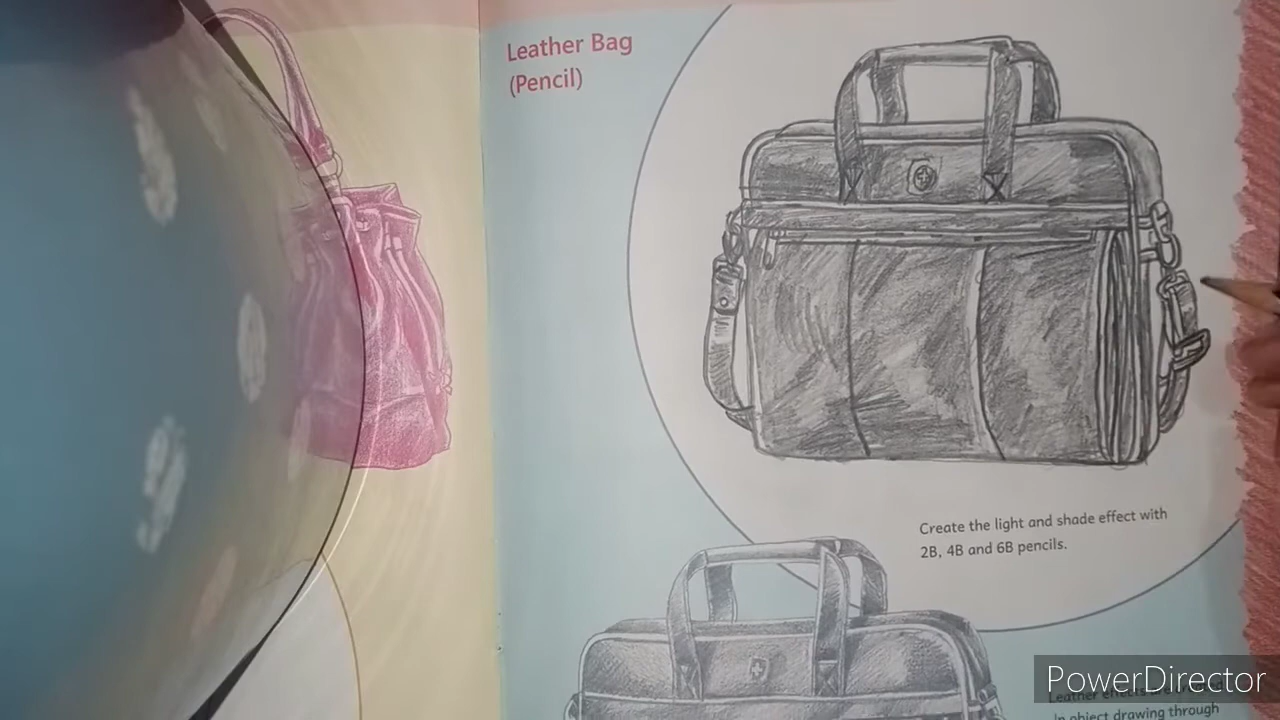 Leather Bag
(Pencil)
Create the light and shade effect with
2B, 4B and 6B pencils.
PowerDirector
Leather
In object drawing through